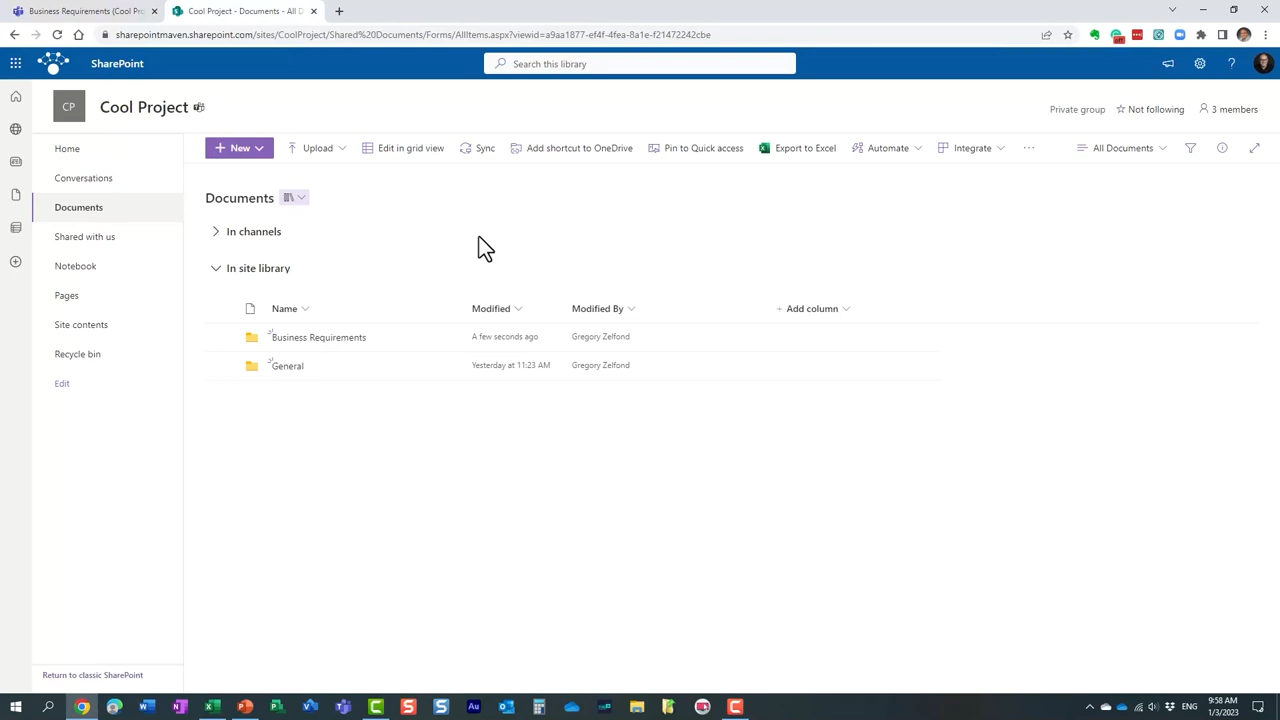 Business Requirements (Cool Pro
Cool Project - Documents - All D
sharepointmaven.sharepoint.com/sites/CoolProject/Shared%20Documents/Forms/AllItems.aspx?viewid=a9aa1877-ef4f-4fea-8a1e-f21472242cbe
SharePoint
Search this library
CP
Cool Project
Private group
Not following
3 members
Home
Conversations
Documents
Shared with us
Notebook
Pages
Site contents
Recycle bin
Edit
Return to classic SharePoint
New
Upload
Edit in grid view
Sync
Add shortcut to OneDrive
Pin to Quick access
Export to Excel
Automate
Integrate
All Documents
Documents
In channels
In site library
Name
Modified
Modified By
+ Add column
Business Requirements
A few seconds ago
Gregory Zelfond
General
Yesterday at 11:23 AM
Gregory Zelfond
ENG
9:58 AM
1/3/2023